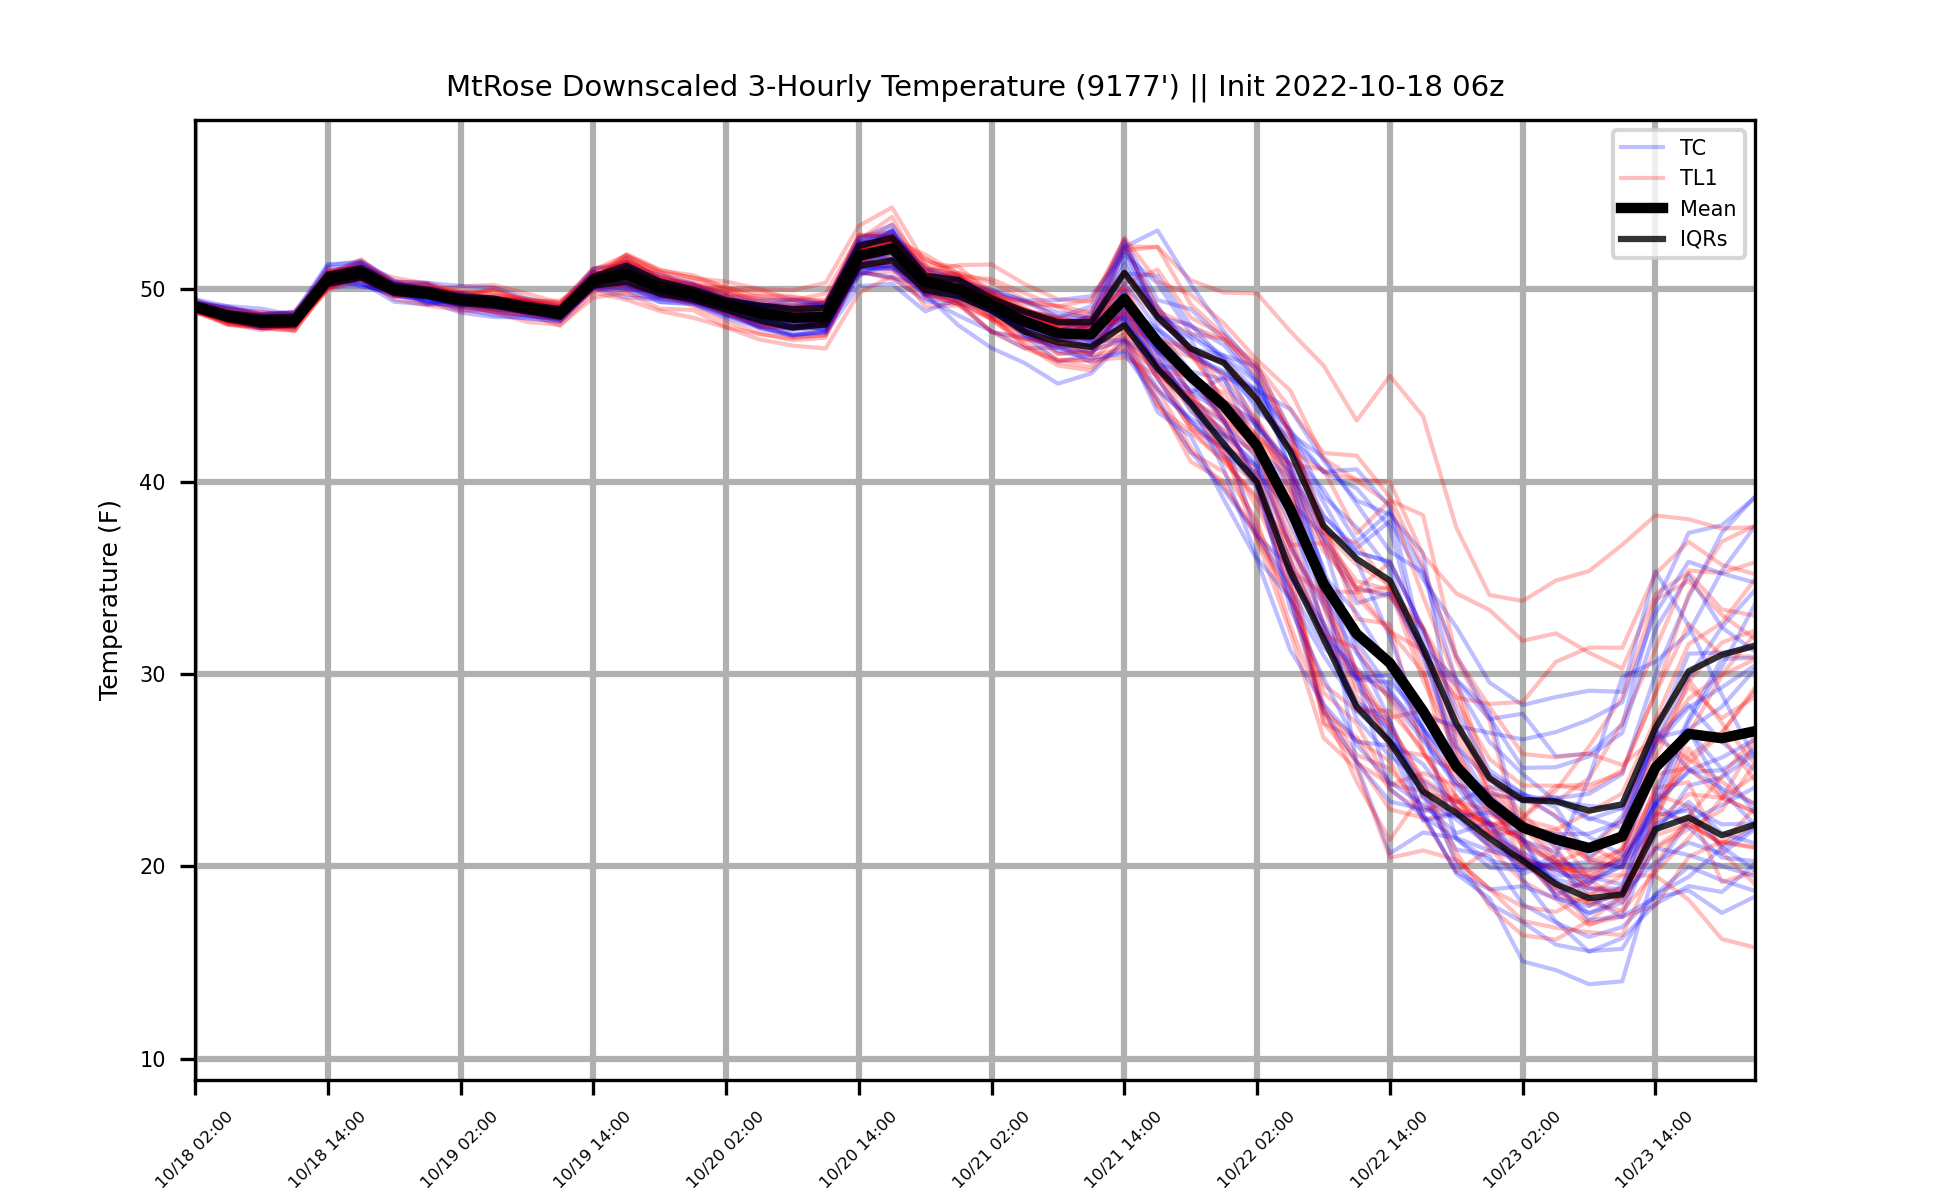 MtRose Downscaled 3-Hourly Temperature (9177') || Init 2022-10-18 06z
TC
TL1
Mean
IQRs
Temperature (F)
50
40
30
20
10
10/18 02:00
10/18 14:00
10/19 02:00
10/19 14:00
10/20 02:00
10/20 14:00
10/21 02:00
10/21 14:00
10/22 02:00
10/22 14:00
10/23 02:00
10/23 14:00